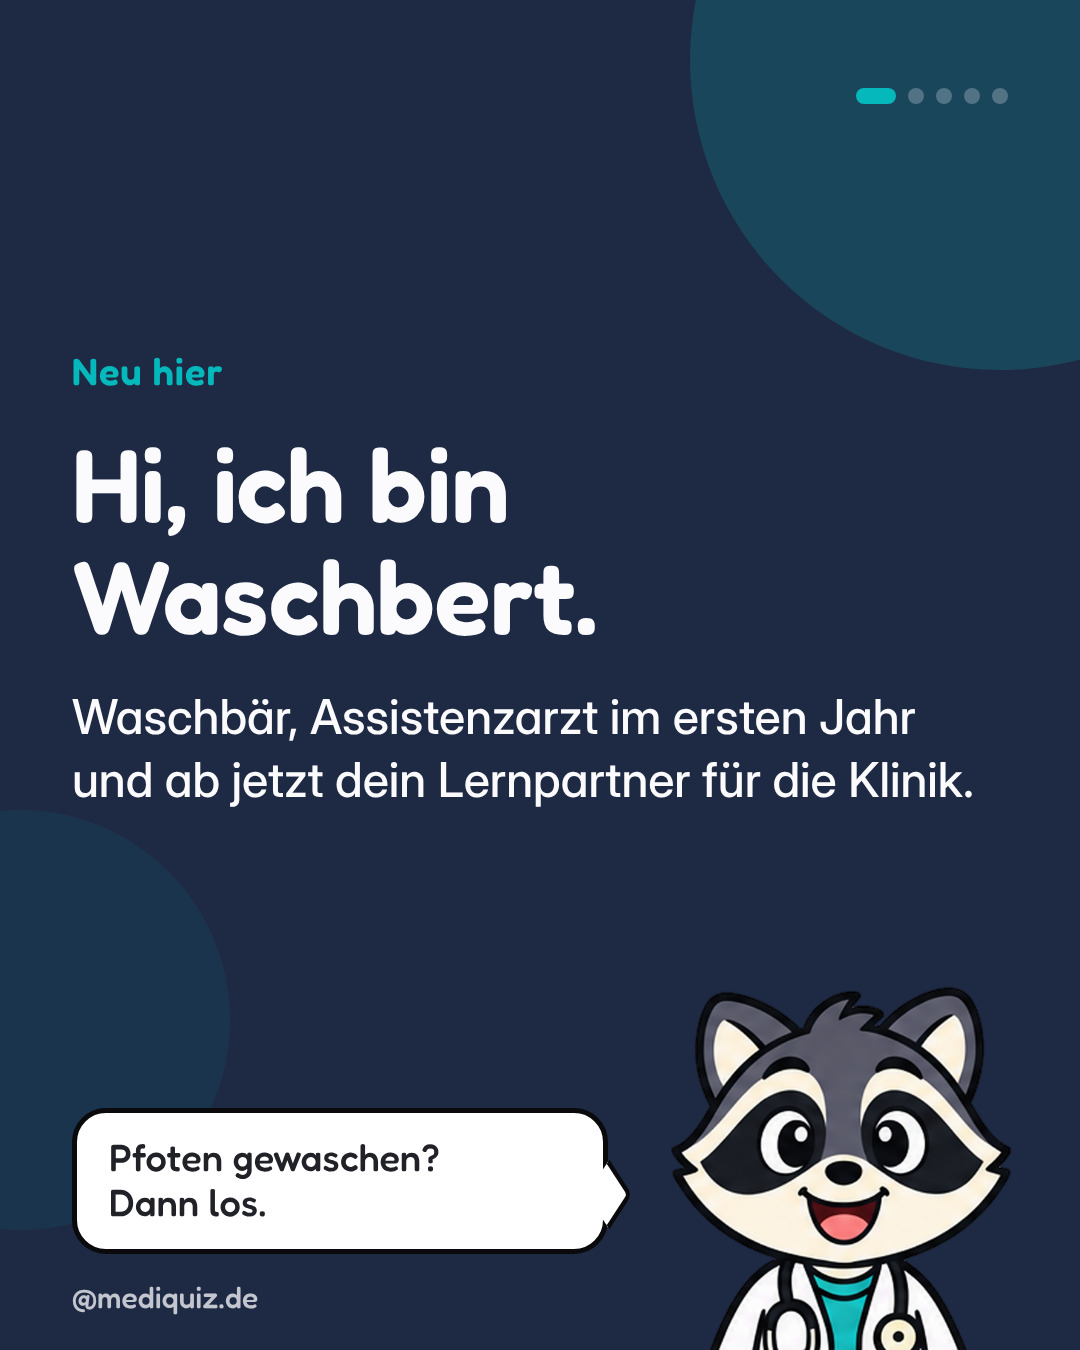 Neu hier
Hi, ich bin
Waschbert.
Waschbär, Assistenzarzt im ersten Jahr
und ab jetzt dein Lernpartner für die Klinik.
Pfoten gewaschen?
Dann los.
@mediquiz.de